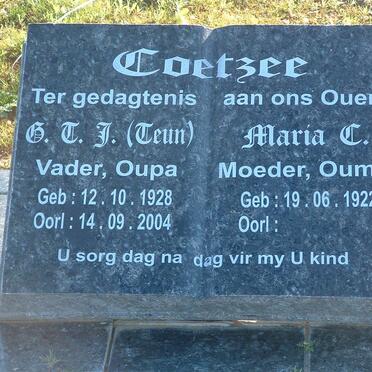 Coetzee
Ter gedagtenis aan ons Ouer
G. T. J. (Teun) Maria C.
Vader, Oupa Moeder, Oum
Geb : 12 . 10 . 1928 Geb : 19 . 06 . 1922
Oorl : 14 . 09 . 2004 Oorl :
U sorg dag na dag vir my U kind